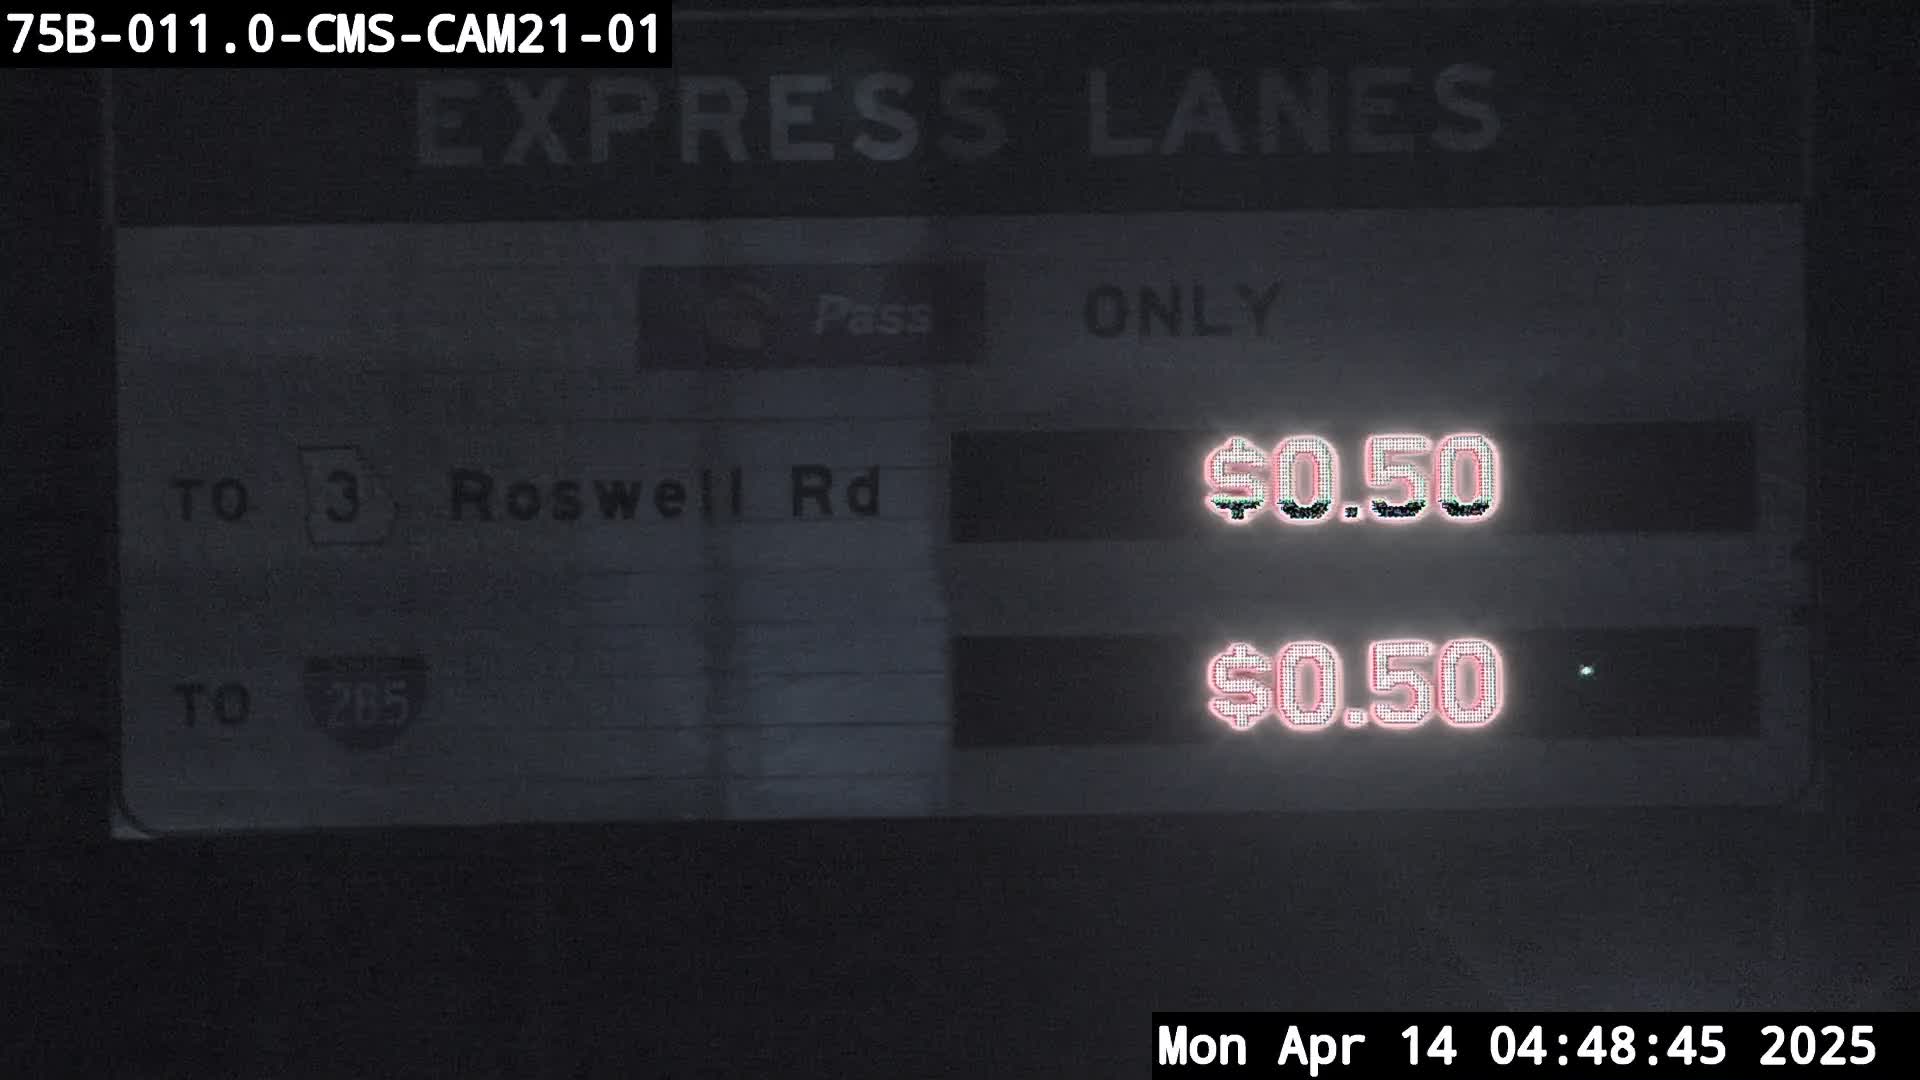 75B-011.0-CMS-CAM21-01
EXPRESS LANES
Pass ONLY
TO 3 Roswell Rd $0.50
TO 285 $0.50
Mon Apr 14 04:48:45 2025